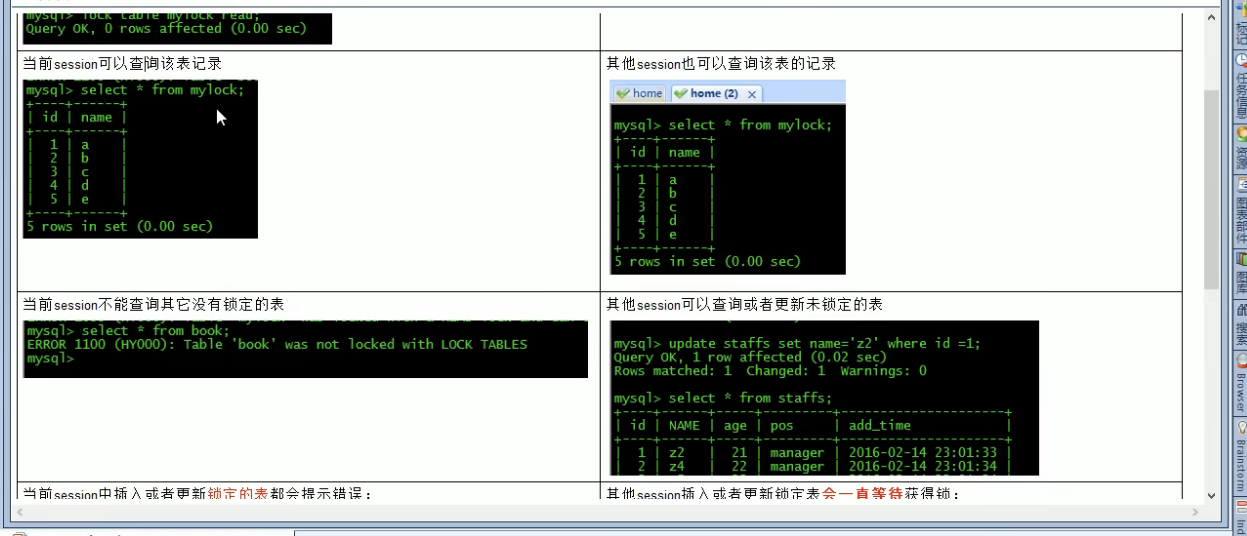 mysql> lock table mylock read;
Query OK, 0 rows affected (0.00 sec)
当前session可以查询该表记录
mysql> select * from mylock;
+----+------+
| id | name |
+----+------+
| 1 | a |
| 2 | b |
| 3 | c |
| 4 | d |
| 5 | e |
+----+------+
5 rows in set (0.00 sec)
其他session也可以查询该表的记录
home home (2) ×
mysql> select * from mylock;
+----+------+
| id | name |
+----+------+
| 1 | a |
| 2 | b |
| 3 | c |
| 4 | d |
| 5 | e |
+----+------+
5 rows in set (0.00 sec)
当前session不能查询其它没有锁定的表
mysql> select * from book;
ERROR 1100 (HY000): Table 'book' was not locked with LOCK TABLES
mysql>
其他session可以查询或者更新未锁定的表
mysql> update staffs set name='z2' where id =1;
Query OK, 1 row affected (0.02 sec)
Rows matched: 1 Changed: 1 Warnings: 0
mysql> select * from staffs;
+----+------+-----+---------+---------------------+
| id | NAME | age | pos | add_time |
+----+------+-----+---------+---------------------+
| 1 | z2 | 21 | manager | 2016-02-14 23:01:33 |
| 2 | z4 | 22 | manager | 2016-02-14 23:01:34 |
当前session中插入或者更新锁定的表都会提示错误：
其他session插入或者更新锁定表会一直等待获得锁：
标记
任务信息
资源
图表部件
图库
搜索
Browser
Brainstorm
Ind